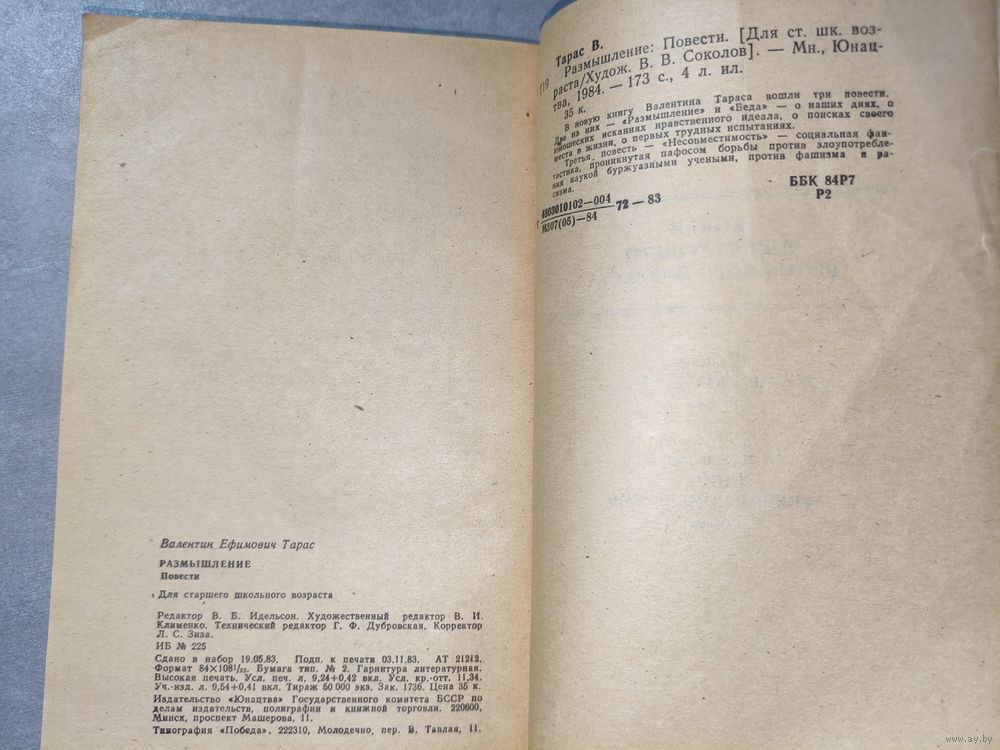 Валентин Ефимович Тарас
РАЗМЫШЛЕНИЕ
Повести
Для старшего школьного возраста
Редактор В. Б. Идельсон. Художественный редактор В. И.
Клименко. Технический редактор Г. Ф. Дубровская. Корректор
Л. С. Зиза.
ИБ № 225
Сдано в набор 19.05.83. Подп. к печати 03.11.83. АТ 21242.
Формат 84×108¹/₃₂. Бумага тип. № 2. Гарнитура литературная.
Высокая печать. Усл. печ. л. 9,24+0,42 вкл. Усл. кр.-отт. 11,34.
Уч.-изд. л. 9,54+0,41 вкл. Тираж 50 000 экз. Зак. 1736. Цена 35 к.
Издательство «Юнацтва» Государственного комитета БССР по
делам издательств, полиграфии и книжной торговли. 220600,
Минск, проспект Машерова, 11.
Типография «Победа». 222310, Молодечно, пер. В. Тавлая, 11.
Тарас В.
Т19 Размышление: Повести. [Для ст. шк. воз-
раста/Худож. В. В. Соколов]. — Мн., Юнац-
тва, 1984. — 173 с., 4 л. ил.
35 к.
В новую книгу Валентина Тараса вошли три повести.
Две из них — «Размышление» и «Беда» — о наших днях, о
юношеских исканиях нравственного идеала, о поисках своего
места в жизни, о первых трудных испытаниях.
Третья повесть — «Несовместимость» — социальная фан-
тастика, проникнутая пафосом борьбы против злоупотребле-
ния наукой буржуазными учеными, против фашизма и ра-
сизма.
4803010102—004
72—83
М307(05)—84
ББК 84Р7
Р2
www.ay.by